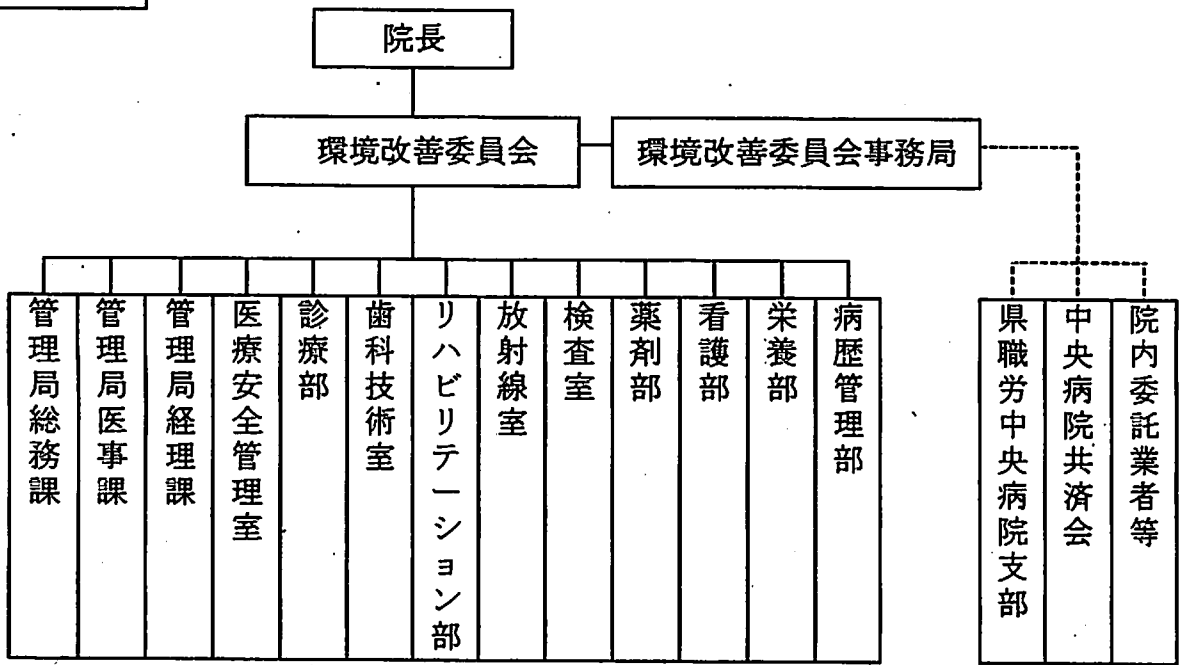 院長
環境改善委員会
環境改善委員会事務局
管理局総務課
管理局医事課
管理局経理課
医療安全管理室
診療部
歯科技術室
リハビリテーション部
放射線室
検査室
薬剤部
看護部
栄養部
病歴管理部
県職労中央病院支部
中央病院共済会
院内委託業者等